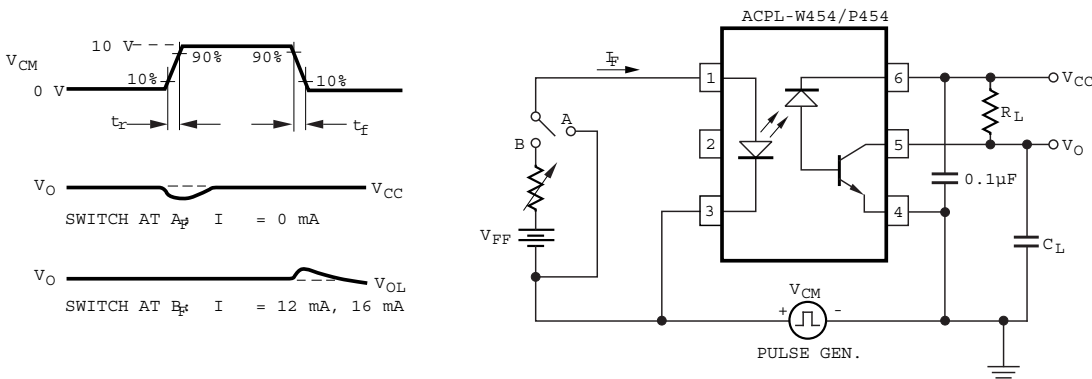 10 V
90%
90%
V_CM
10%
10%
0 V
t_r
t_f
V_O
V_CC
SWITCH AT A: I_F = 0 mA
V_O
V_OL
SWITCH AT B: I_F = 12 mA, 16 mA
ACPL-W454/P454
I_F
1
6
V_CC
A
R_L
B
2
5
V_O
0.1µF
3
4
V_FF
C_L
V_CM
+
-
PULSE GEN.